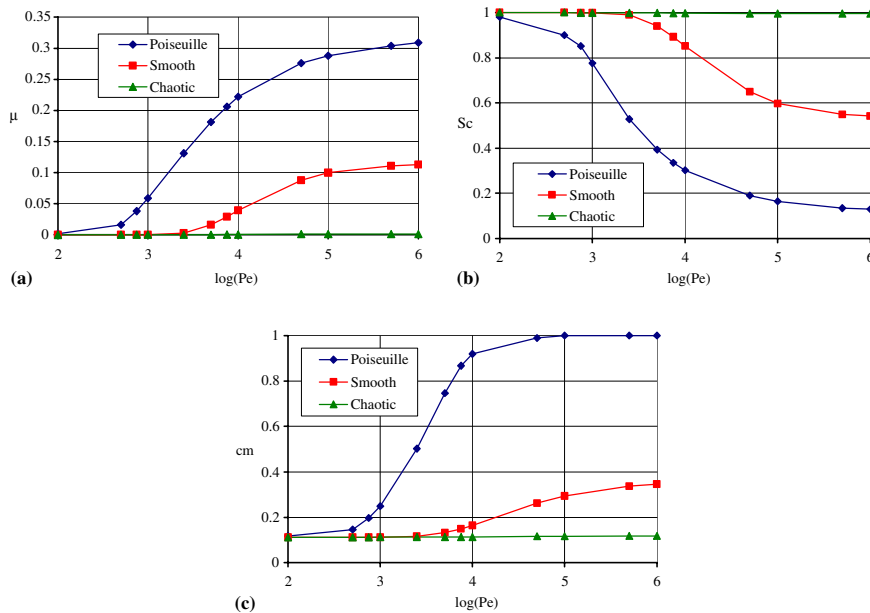 0.35
0.3
0.25
0.2
0.15
0.1
0.05
0
μ
Poiseuille
Smooth
Chaotic
2 3 4 5 6
log(Pe)
(a)
1
0.8
0.6
0.4
0.2
0
Sc
Poiseuille
Smooth
Chaotic
2 3 4 5 6
log(Pe)
(b)
1
0.8
0.6
0.4
0.2
0
cm
Poiseuille
Smooth
Chaotic
2 3 4 5 6
log(Pe)
(c)